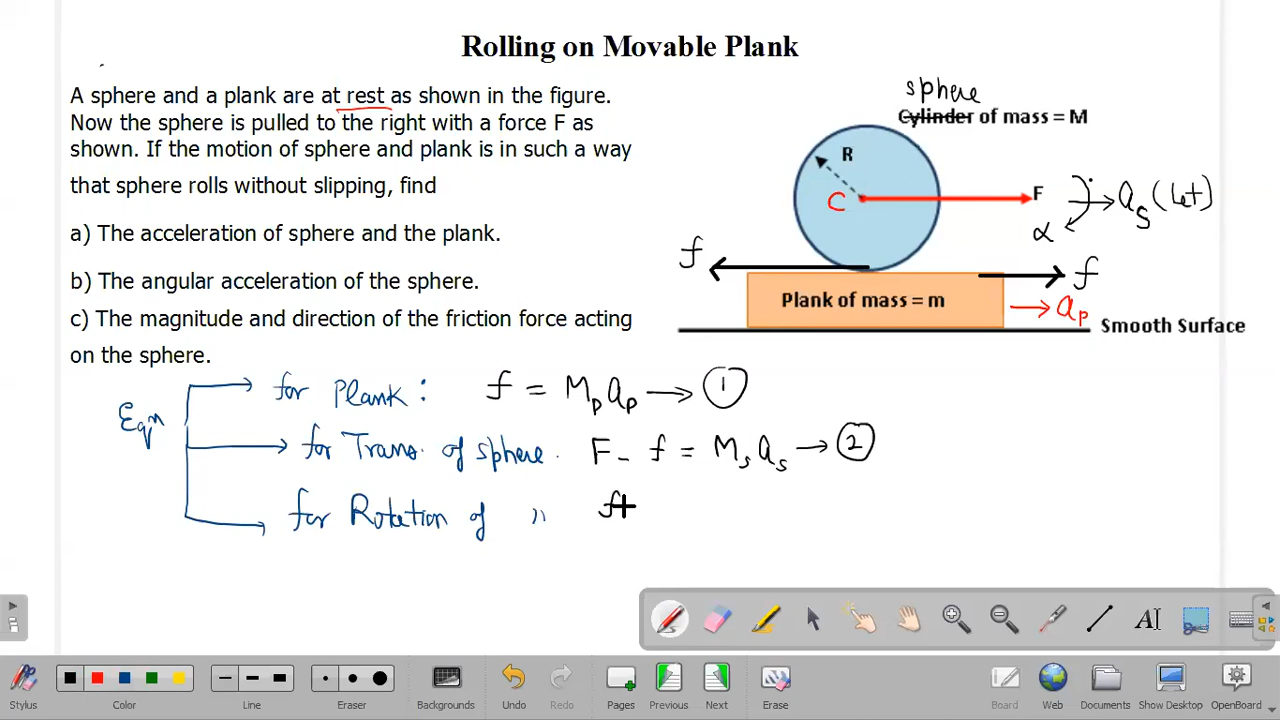 Rolling on Movable Plank
A sphere and a plank are at rest as shown in the figure.
Now the sphere is pulled to the right with a force F as
shown. If the motion of sphere and plank is in such a way
that sphere rolls without slipping, find
a) The acceleration of sphere and the plank.
b) The angular acceleration of the sphere.
c) The magnitude and direction of the friction force acting
on the sphere.
sphere
Cylinder of mass = M
R
C
F
a_s (let)
α
f
f
Plank of mass = m
a_p
Smooth Surface
Eqn
for Plank : f = M_p a_p → ①
for Trans. of sphere. F - f = M_s a_s → ②
for Rotation of " f
Stylus
Color
Line
Eraser
Backgrounds
Undo
Redo
Pages
Previous
Next
Erase
Board
Web
Documents
Show Desktop
OpenBoard